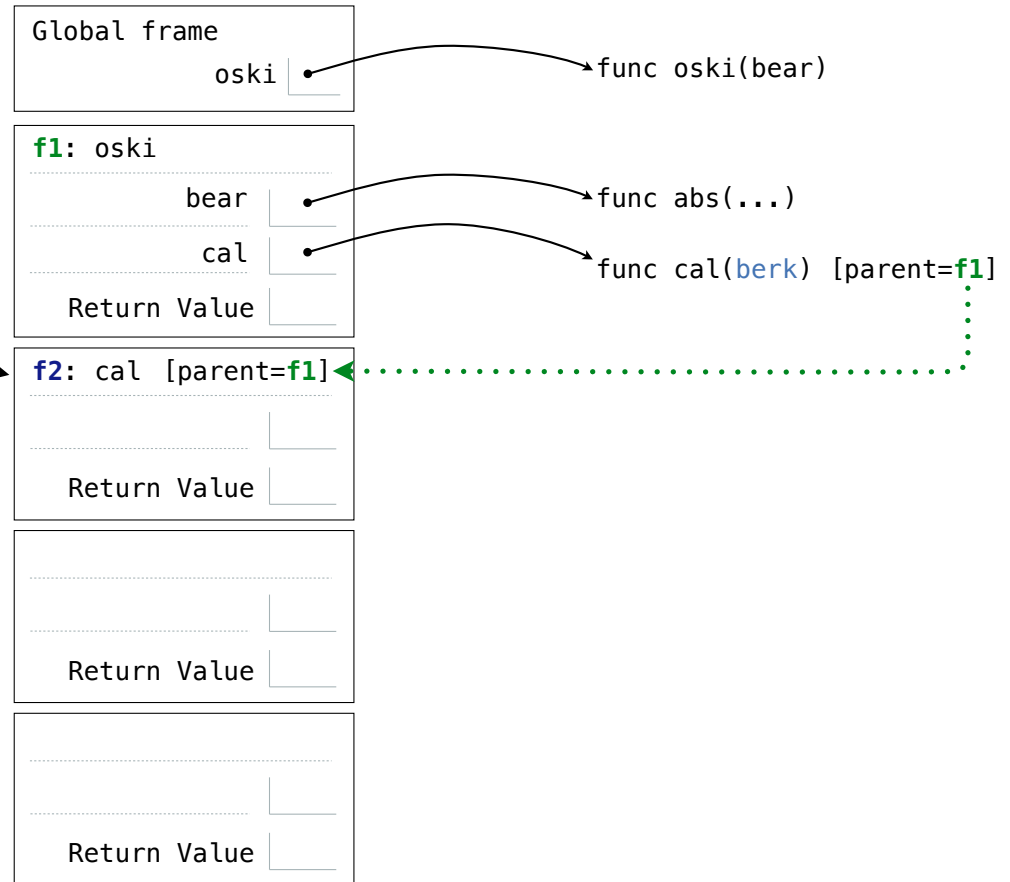 Global frame
oski
func oski(bear)
f1: oski
bear
func abs(...)
cal
func cal(berk) [parent=f1]
Return Value
f2: cal [parent=f1]
Return Value
Return Value
Return Value